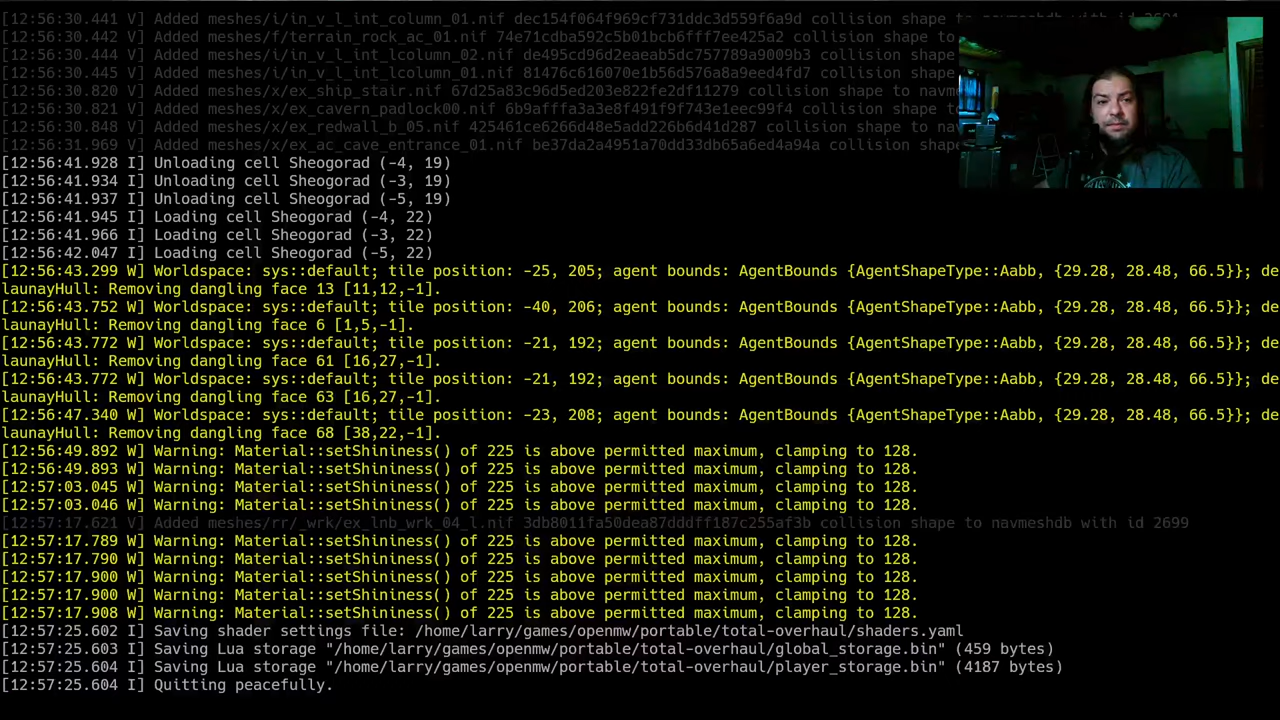 [12:56:30.441 V] Added meshes/i/in_v_l_int_column_01.nif dec154f064f969cf731ddc3d559f6a9d collision shape to navmeshdb with id
[12:56:30.442 V] Added meshes/f/terrain_rock_ac_01.nif 74e71cdba592c5b01bcb6fff7ee425a2 collision shape to
[12:56:30.444 V] Added meshes/i/in_v_l_int_lcolumn_02.nif de495cd96d2eaeab5dc757789a9009b3 collision shape
[12:56:30.445 V] Added meshes/i/in_v_l_int_lcolumn_01.nif 81476c616070e1b56d576a8a9eed4fd7 collision shape
[12:56:30.820 V] Added meshes/x/ex_ship_stair.nif 67d25a83c96d5ed203e822fe2df11279 collision shape to
[12:56:30.821 V] Added collision shape
[12:56:30.848 V] Added collision shape to
[12:56:31.969 V] Added meshes/x/ex_ac_cave_entrance_01.nif be37da2a4951a70dd33db65a6ed4a94a collision shape
[12:56:41.928 I] Unloading cell Sheogorad (-4, 19)
[12:56:41.934 I] Unloading cell Sheogorad (-3, 19)
[12:56:41.937 I] Unloading cell Sheogorad (-5, 19)
[12:56:41.945 I] Loading cell Sheogorad (-4, 22)
[12:56:41.966 I] Loading cell Sheogorad (-3, 22)
[12:56:42.047 I] Loading cell Sheogorad (-5, 22)
[12:56:43.299 W] Worldspace: sys::default; tile position: -25, 205; agent bounds: AgentBounds {AgentShapeType::Aabb, {29.28, 28.48, 66.5}}; de
launayHull: Removing dangling face 13 [11,12,-1].
[12:56:43.752 W] Worldspace: sys::default; tile position: -40, 206; agent bounds: AgentBounds {AgentShapeType::Aabb, {29.28, 28.48, 66.5}}; de
launayHull: Removing dangling face 6 [1,5,-1].
[12:56:43.772 W] Worldspace: sys::default; tile position: -21, 192; agent bounds: AgentBounds {AgentShapeType::Aabb, {29.28, 28.48, 66.5}}; de
launayHull: Removing dangling face 61 [16,27,-1].
[12:56:43.772 W] Worldspace: sys::default; tile position: -21, 192; agent bounds: AgentBounds {AgentShapeType::Aabb, {29.28, 28.48, 66.5}}; de
launayHull: Removing dangling face 63 [16,27,-1].
[12:56:47.340 W] Worldspace: sys::default; tile position: -23, 208; agent bounds: AgentBounds {AgentShapeType::Aabb, {29.28, 28.48, 66.5}}; de
launayHull: Removing dangling face 68 [38,22,-1].
[12:56:49.892 W] Warning: Material::setShininess() of 225 is above permitted maximum, clamping to 128.
[12:56:49.893 W] Warning: Material::setShininess() of 225 is above permitted maximum, clamping to 128.
[12:57:03.045 W] Warning: Material::setShininess() of 225 is above permitted maximum, clamping to 128.
[12:57:03.046 W] Warning: Material::setShininess() of 225 is above permitted maximum, clamping to 128.
[12:57:17.621 V] Added meshes/rr/_wrk/ex_lnb_wrk_04_l.nif 3db8011fa50dea87dddff187c255af3b collision shape to navmeshdb with id 2699
[12:57:17.789 W] Warning: Material::setShininess() of 225 is above permitted maximum, clamping to 128.
[12:57:17.790 W] Warning: Material::setShininess() of 225 is above permitted maximum, clamping to 128.
[12:57:17.900 W] Warning: Material::setShininess() of 225 is above permitted maximum, clamping to 128.
[12:57:17.900 W] Warning: Material::setShininess() of 225 is above permitted maximum, clamping to 128.
[12:57:17.908 W] Warning: Material::setShininess() of 225 is above permitted maximum, clamping to 128.
[12:57:25.602 I] Saving shader settings file: /home/larry/games/openmw/portable/total-overhaul/shaders.yaml
[12:57:25.603 I] Saving Lua storage "/home/larry/games/openmw/portable/total-overhaul/global_storage.bin" (459 bytes)
[12:57:25.604 I] Saving Lua storage "/home/larry/games/openmw/portable/total-overhaul/player_storage.bin" (4187 bytes)
[12:57:25.604 I] Quitting peacefully.